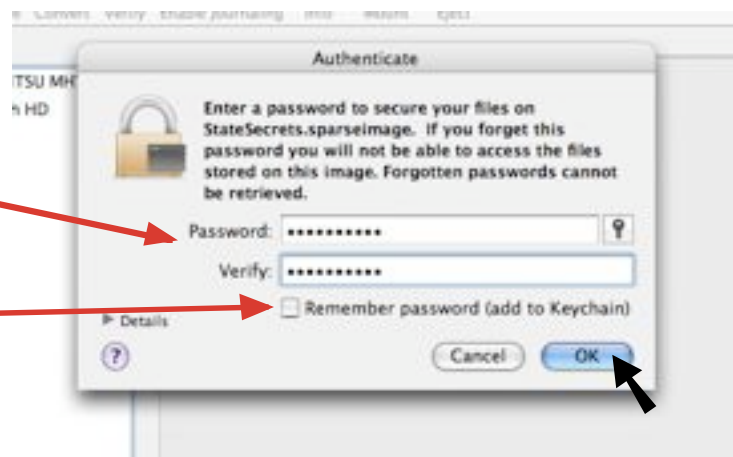 Convert Verify Enable Journaling Info Mount Eject
Authenticate
TSU MH
h HD
Enter a password to secure your files on
StateSecrets.sparseimage. If you forget this
password you will not be able to access the files
stored on this image. Forgotten passwords cannot
be retrieved.
Password: ••••••••••
Verify: ••••••••••
Remember password (add to Keychain)
Details
?
Cancel OK